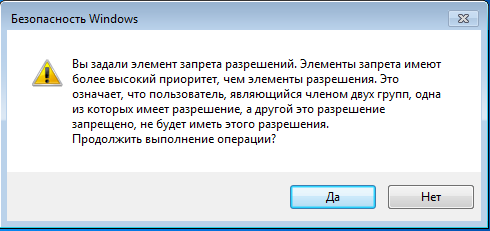 Безопасность Windows
Вы задали элемент запрета разрешений. Элементы запрета имеют
более высокий приоритет, чем элементы разрешения. Это
означает, что пользователь, являющийся членом двух групп, одна
из которых имеет разрешение, а другой это разрешение
запрещено, не будет иметь этого разрешения.
Продолжить выполнение операции?
Да
Нет